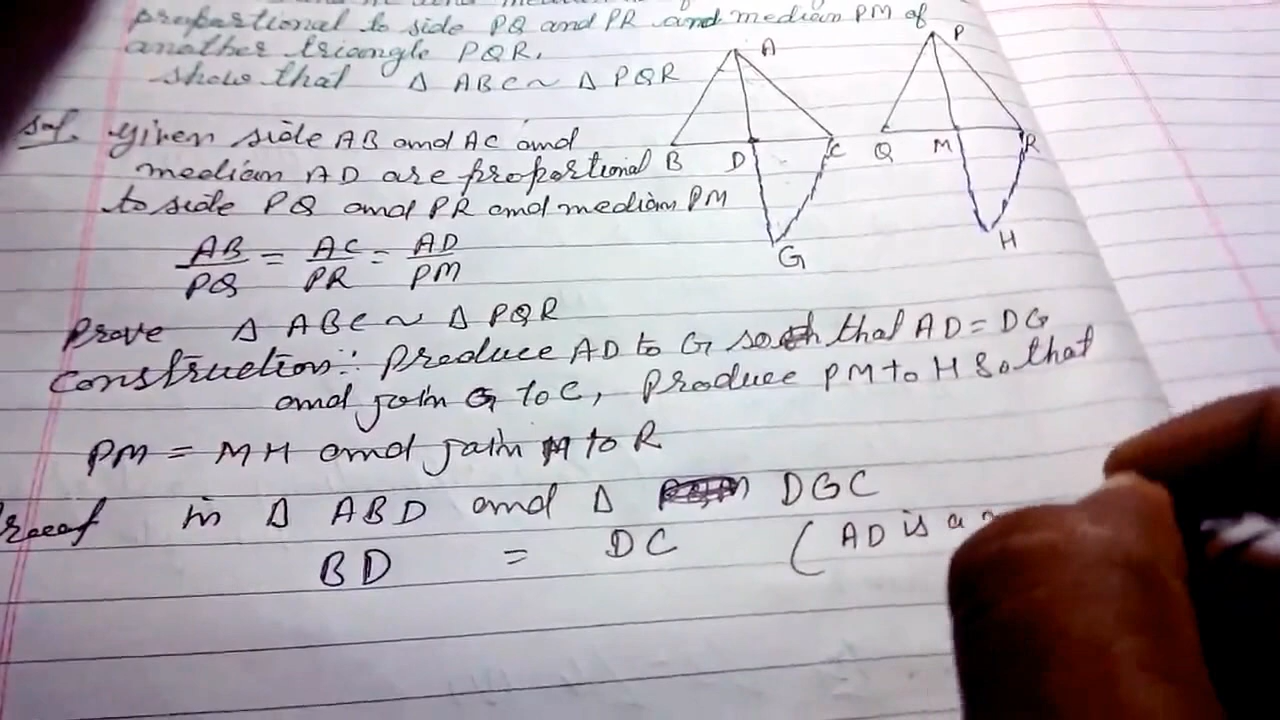 proportional to side PQ and PR and median PM of
another triangle PQR.
show that Δ ABC ~ Δ PQR
A
P
B
D
C
Q
M
R
G
H
Sol. Given side AB and AC and
median AD are proportional
to side PQ and PR and median PM
AB/PQ = AC/PR = AD/PM
Prove Δ ABC ~ Δ PQR
Construction:. Produce AD to G so that AD = DG
and join G to C, Produce PM to H so that
PM = MH and join M to R
Proof in Δ ABD and Δ DGC
BD = DC (AD is a